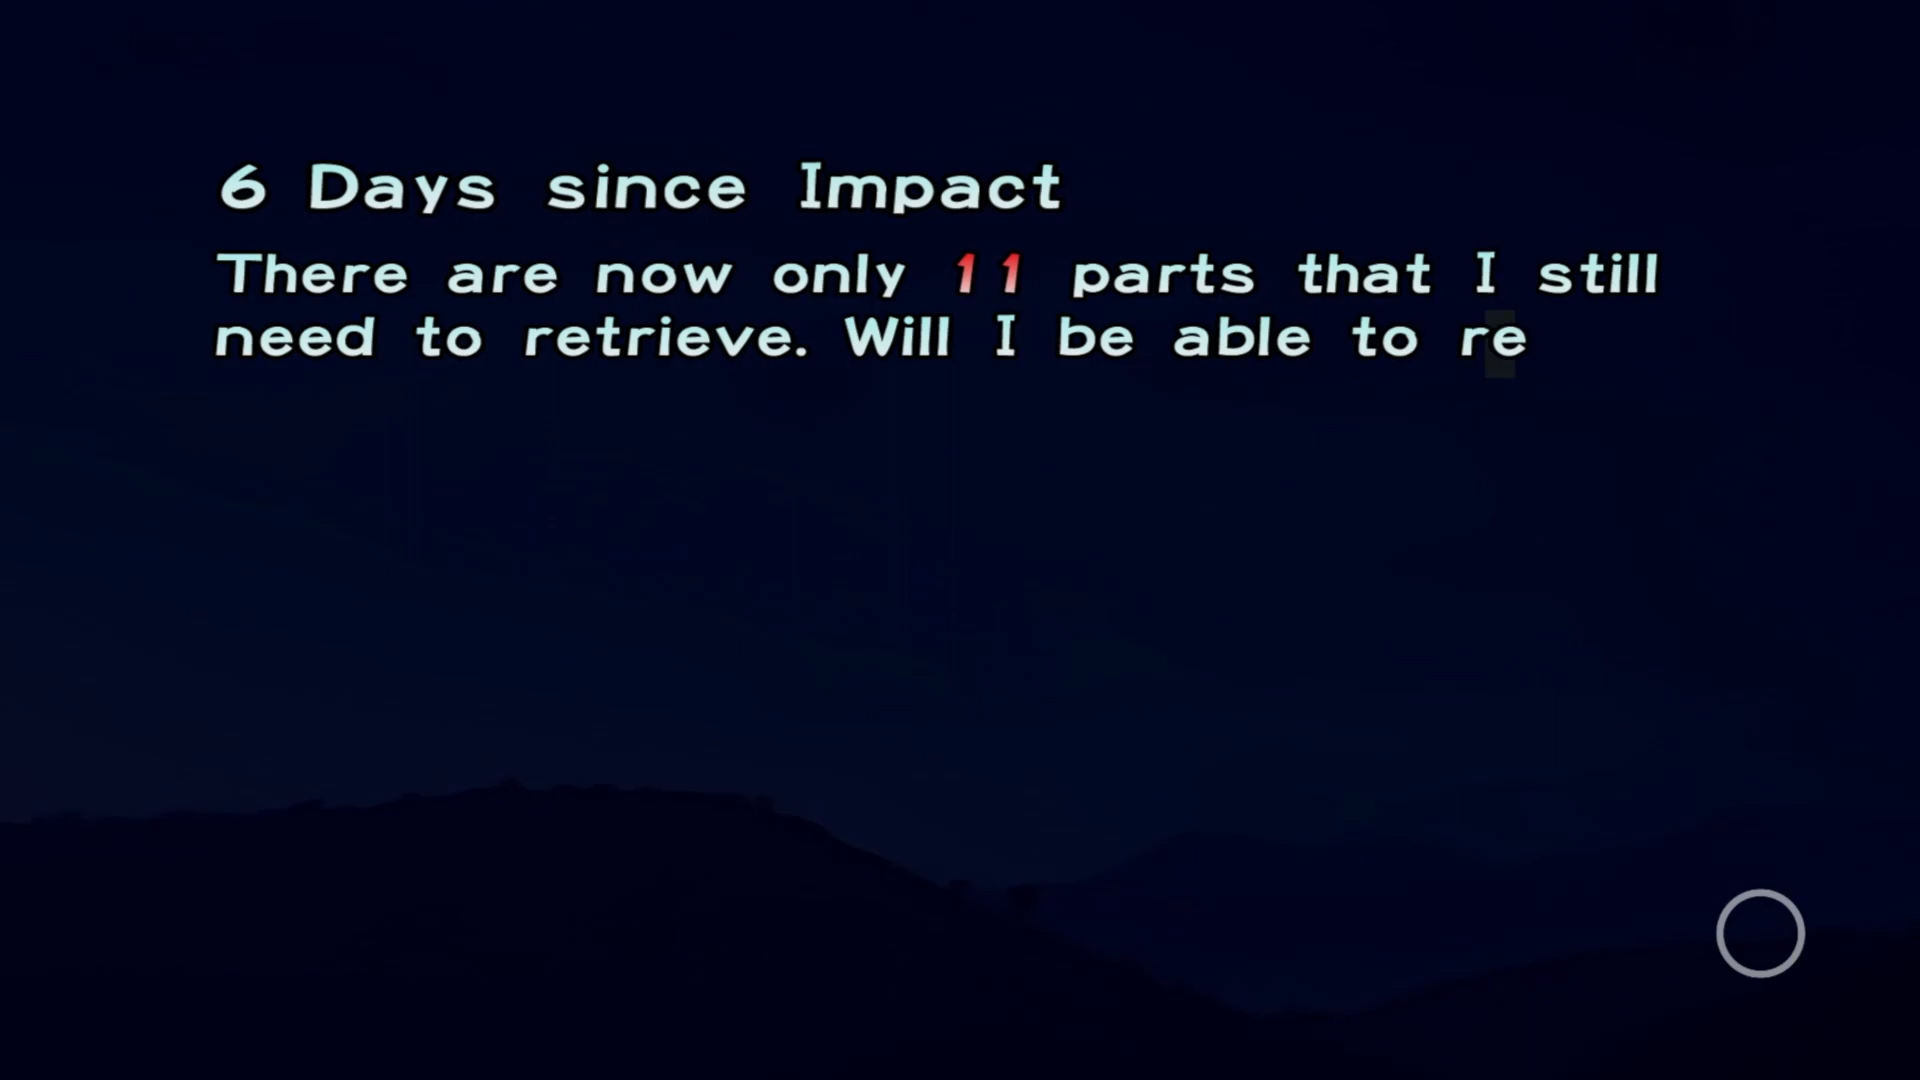 6 Days since Impact
There are now only 11 parts that I still
need to retrieve. Will I be able to re